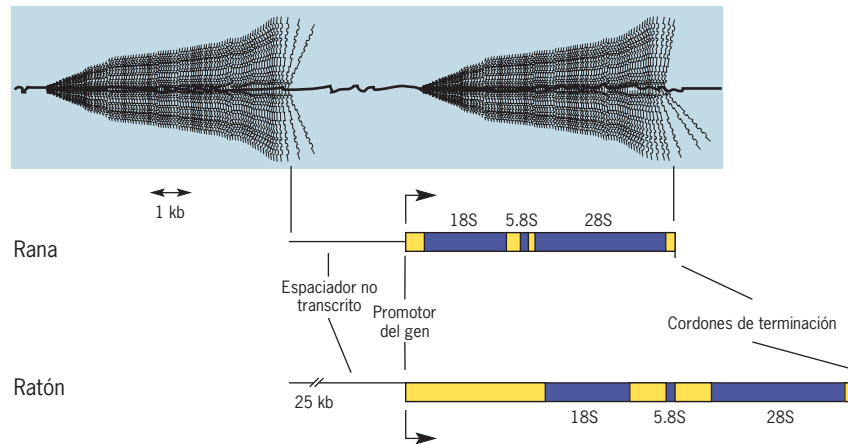 1 kb
18S 5.8S 28S
Rana
Espaciador no
transcrito
Promotor
del gen
Cordones de terminación
Ratón
25 kb
18S 5.8S 28S